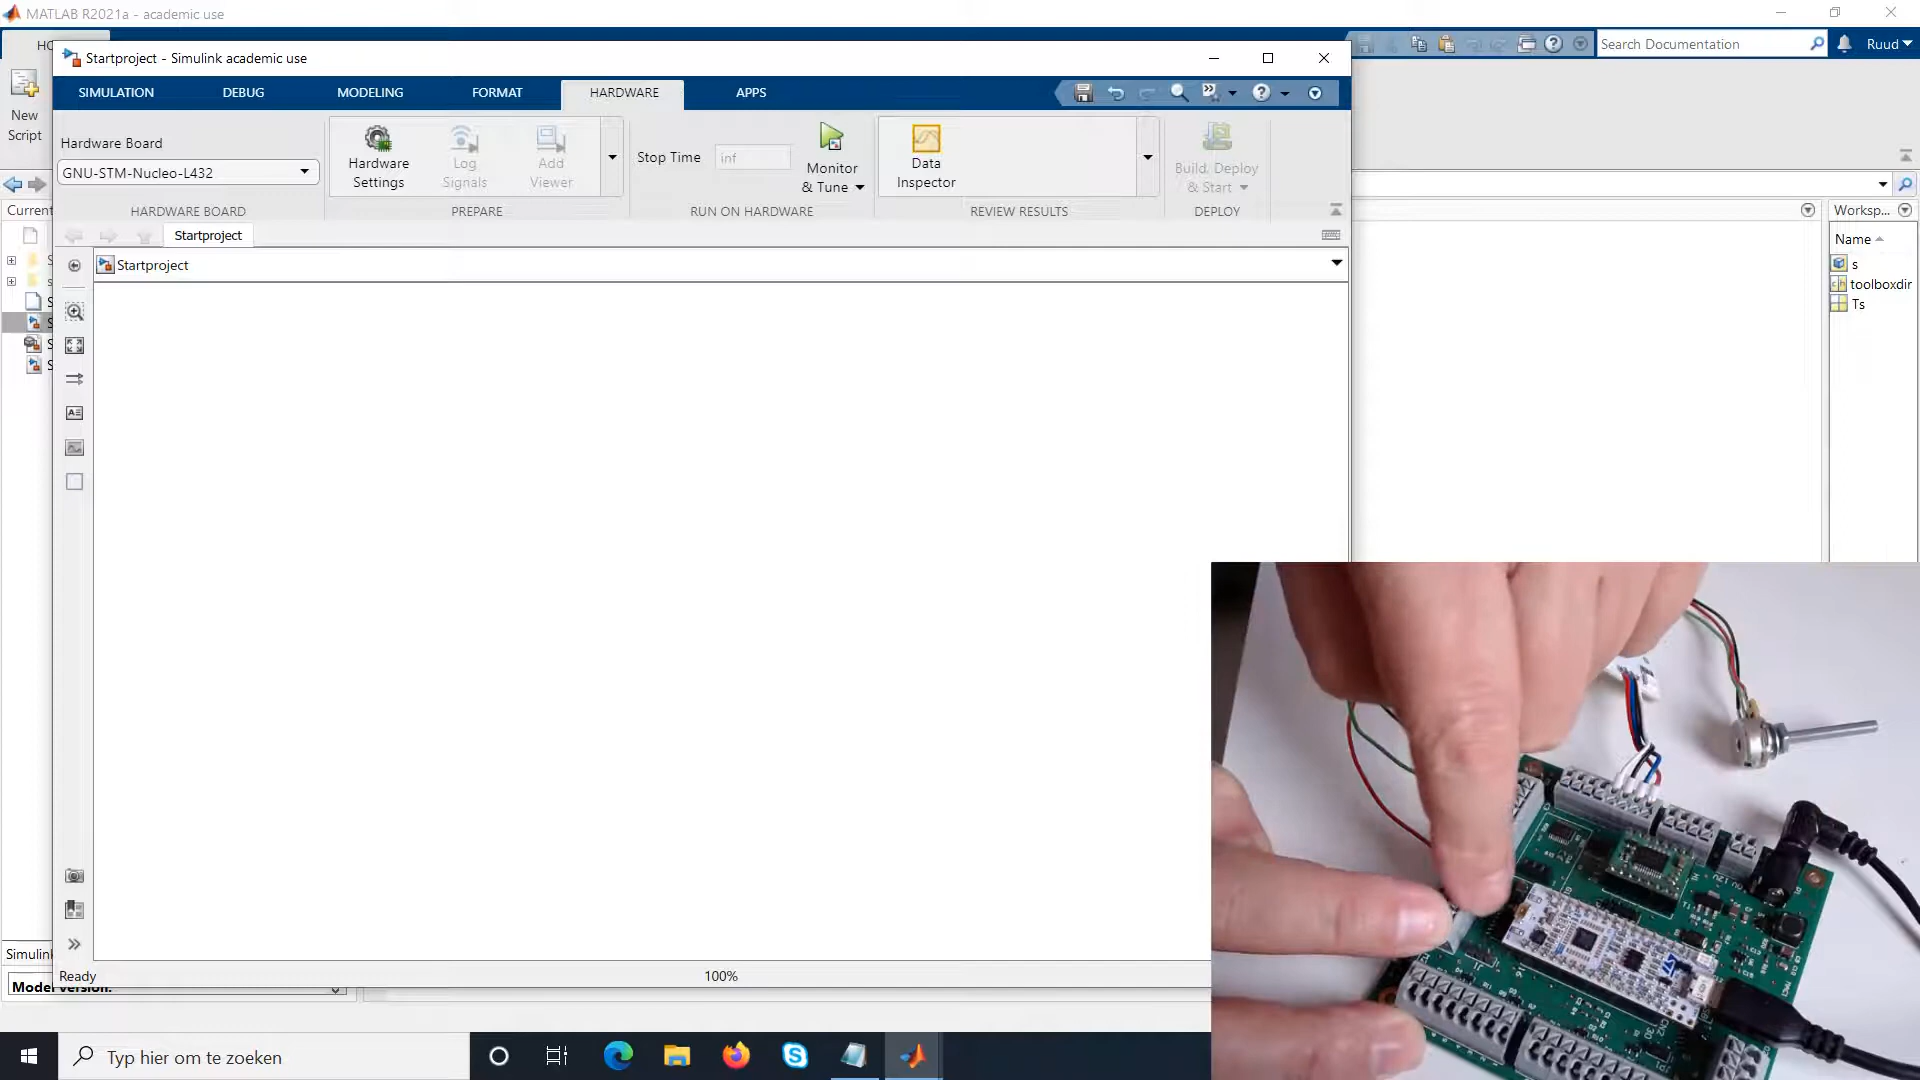 MATLAB R2021a - academic use
HO
Search Documentation
Ruud
New
Script
Startproject - Simulink academic use
SIMULATION
DEBUG
MODELING
FORMAT
HARDWARE
APPS
Hardware Board
GNU-STM-Nucleo-L432
HARDWARE BOARD
Hardware
Settings
Log
Signals
Add
Viewer
PREPARE
Stop Time
inf
Monitor
& Tune
RUN ON HARDWARE
Data
Inspector
REVIEW RESULTS
Build, Deploy
& Start
DEPLOY
Current
Worksp...
Startproject
Startproject
Name
s
toolboxdir
Ts
Simulink
Ready
100%
Model version:
Typ hier om te zoeken